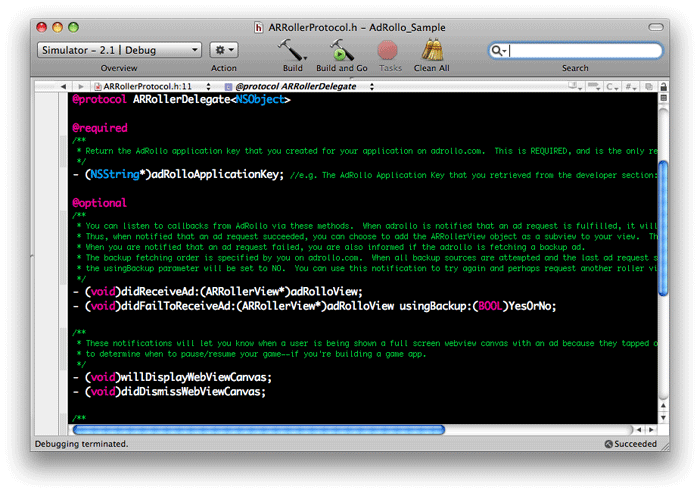 ARRollerProtocol.h – AdRollo_Sample
Simulator – 2.1 | Debug
Overview
Action
Build
Build and Go
Tasks
Clean All
Search
ARRollerProtocol.h:11
@protocol ARRollerDelegate
C
#
@protocol ARRollerDelegate<NSObject>
@required
/**
* Return the AdRollo application key that you created for your application on adrollo.com.  This is REQUIRED, and is the only re
*/
- (NSString*)adRolloApplicationKey; //e.g. The AdRollo Application Key that you retrieved from the developer section:
@optional
/**
* You can listen to callbacks from AdRollo via these methods.  When adrollo is notified that an ad request is fulfilled, it will
* Thus, when notified that an ad request succeeded, you can choose to add the ARRollerView object as a subview to your view.  Th
* When you are notified that an ad request failed, you are also informed if the adrollo is fetching a backup ad.
* The backup fetching order is specified by you on adrollo.com.  When all backup sources are attempted and the last ad request s
* the usingBackup parameter will be set to NO.  You can use this notification to try again and perhaps request another roller vi
*/
- (void)didReceiveAd:(ARRollerView*)adRolloView;
- (void)didFailToReceiveAd:(ARRollerView*)adRolloView usingBackup:(BOOL)YesOrNo;
/**
* These notifications will let you know when a user is being shown a full screen webview canvas with an ad because they tapped o
* to determine when to pause/resume your game--if you're building a game app.
*/
- (void)willDisplayWebViewCanvas;
- (void)didDismissWebViewCanvas;
/**
Debugging terminated.
Succeeded